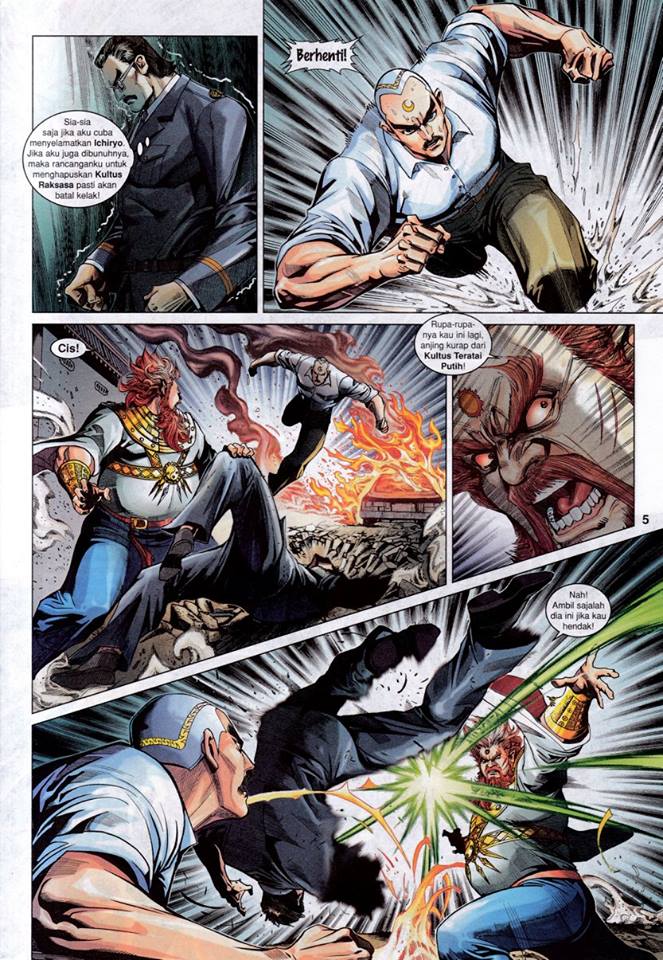 Sia-sia
saja jika aku cuba
menyelamatkan Ichiryo.
Jika aku juga dibunuhnya,
maka rancanganku untuk
menghapuskan Kultus
Raksasa pasti akan
batal kelak!
Berhenti!
Cis!
Rupa-rupa-
nya kau ini lagi,
anjing kurap dari
Kultus Teratai
Putih!
5
Nah!
Ambil sajalah
dia ini jika kau
hendak!